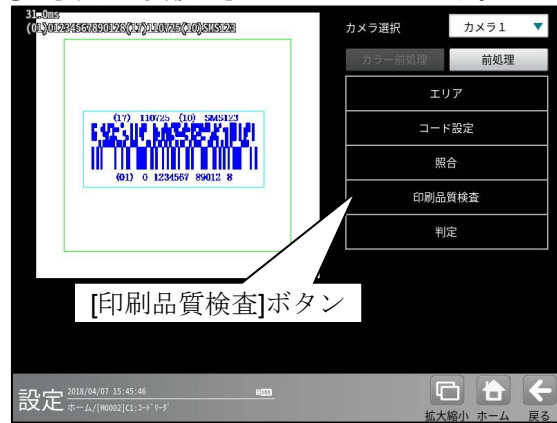 31.0ms
(01)01234567890128(17)110725(10)SMS123
カメラ選択
カメラ1
カラー前処理
前処理
エリア
コード設定
照合
印刷品質検査
判定
(17) 110725 (10) SMS123
(01) 0 1234567 89012 8
[印刷品質検査]ボタン
設定
2018/04/07 15:45:46
ホーム/[M0002]C1:コードリーダ
拡大縮小
ホーム
戻る